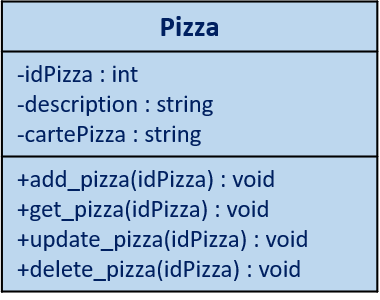 Pizza
-idPizza : int
-description : string
-cartePizza : string
+add_pizza(idPizza) : void
+get_pizza(idPizza) : void
+update_pizza(idPizza) : void
+delete_pizza(idPizza) : void